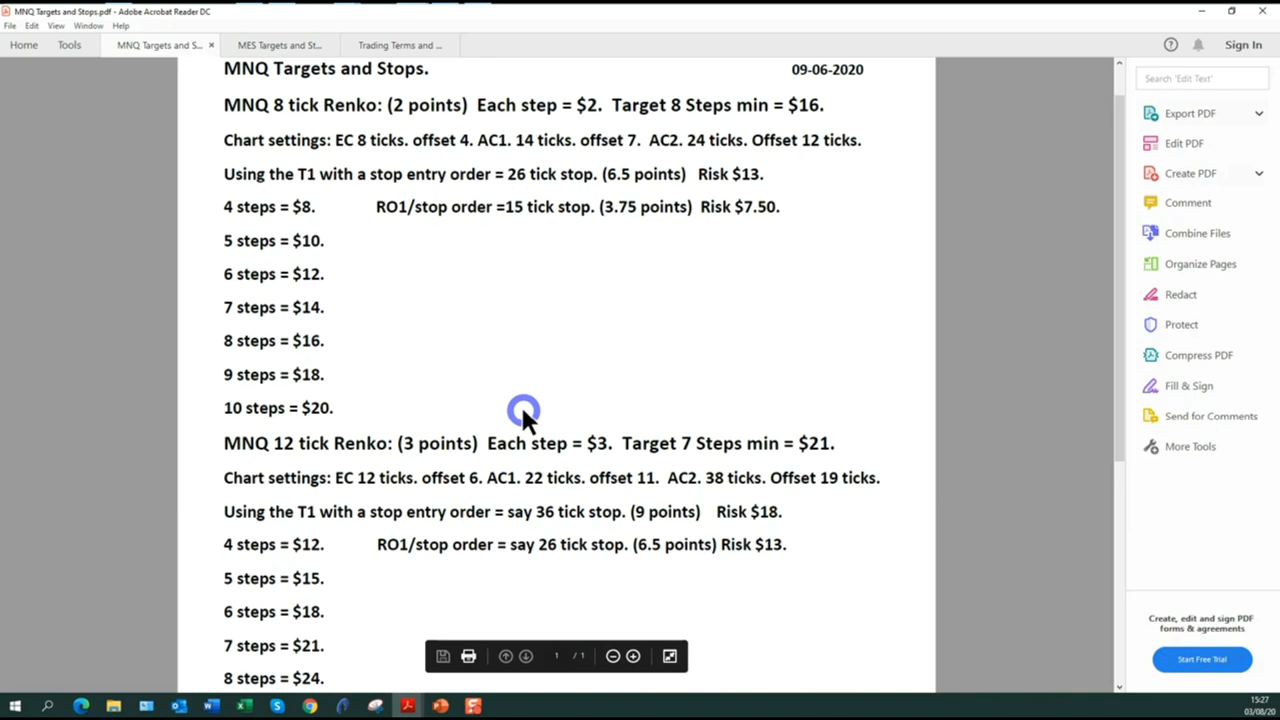 MNQ Targets and Stops.pdf - Adobe Acrobat Reader DC
File Edit View Window Help
Home Tools MNQ Targets and S... × MES Targets and St... Trading Terms and ... Sign In
MNQ Targets and Stops. 09-06-2020
MNQ 8 tick Renko: (2 points) Each step = $2. Target 8 Steps min = $16.
Chart settings: EC 8 ticks. offset 4. AC1. 14 ticks. offset 7. AC2. 24 ticks. Offset 12 ticks.
Using the T1 with a stop entry order = 26 tick stop. (6.5 points) Risk $13.
4 steps = $8. RO1/stop order =15 tick stop. (3.75 points) Risk $7.50.
5 steps = $10.
6 steps = $12.
7 steps = $14.
8 steps = $16.
9 steps = $18.
10 steps = $20.
MNQ 12 tick Renko: (3 points) Each step = $3. Target 7 Steps min = $21.
Chart settings: EC 12 ticks. offset 6. AC1. 22 ticks. offset 11. AC2. 38 ticks. Offset 19 ticks.
Using the T1 with a stop entry order = say 36 tick stop. (9 points) Risk $18.
4 steps = $12. RO1/stop order = say 26 tick stop. (6.5 points) Risk $13.
5 steps = $15.
6 steps = $18.
7 steps = $21.
8 steps = $24.
1 / 1
Search 'Edit Text'
Export PDF
Edit PDF
Create PDF
Comment
Combine Files
Organize Pages
Redact
Protect
Compress PDF
Fill & Sign
Send for Comments
More Tools
Create, edit and sign PDF
forms & agreements
Start Free Trial
15:27
03/08/20